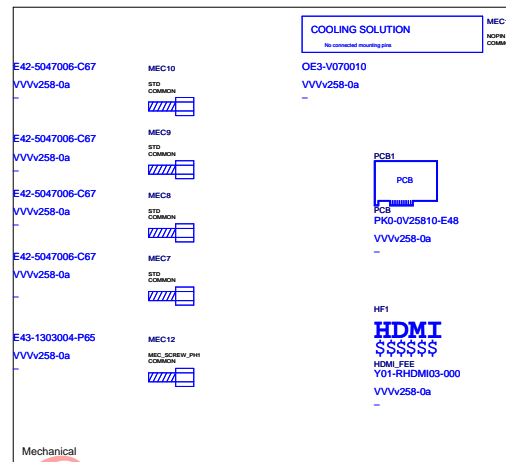 COOLING SOLUTION
No connected mounting pins
MEC1
NOPIN
COMMO
OE3-V070010
VVVv258-0a
–
E42-5047006-C67
VVVv258-0a
–
MEC10
STD
COMMON
E42-5047006-C67
VVVv258-0a
–
MEC9
STD
COMMON
E42-5047006-C67
VVVv258-0a
–
MEC8
STD
COMMON
E42-5047006-C67
VVVv258-0a
–
MEC7
STD
COMMON
E43-1303004-P65
VVVv258-0a
–
MEC12
MEC_SCREW_PH1
COMMON
PCB1
PCB
PCB
PK0-0V25810-E48
VVVv258-0a
–
HF1
HDMI
$$$$$$
HDMI_FEE
Y01-RHDMI03-000
VVVv258-0a
–
Mechanical